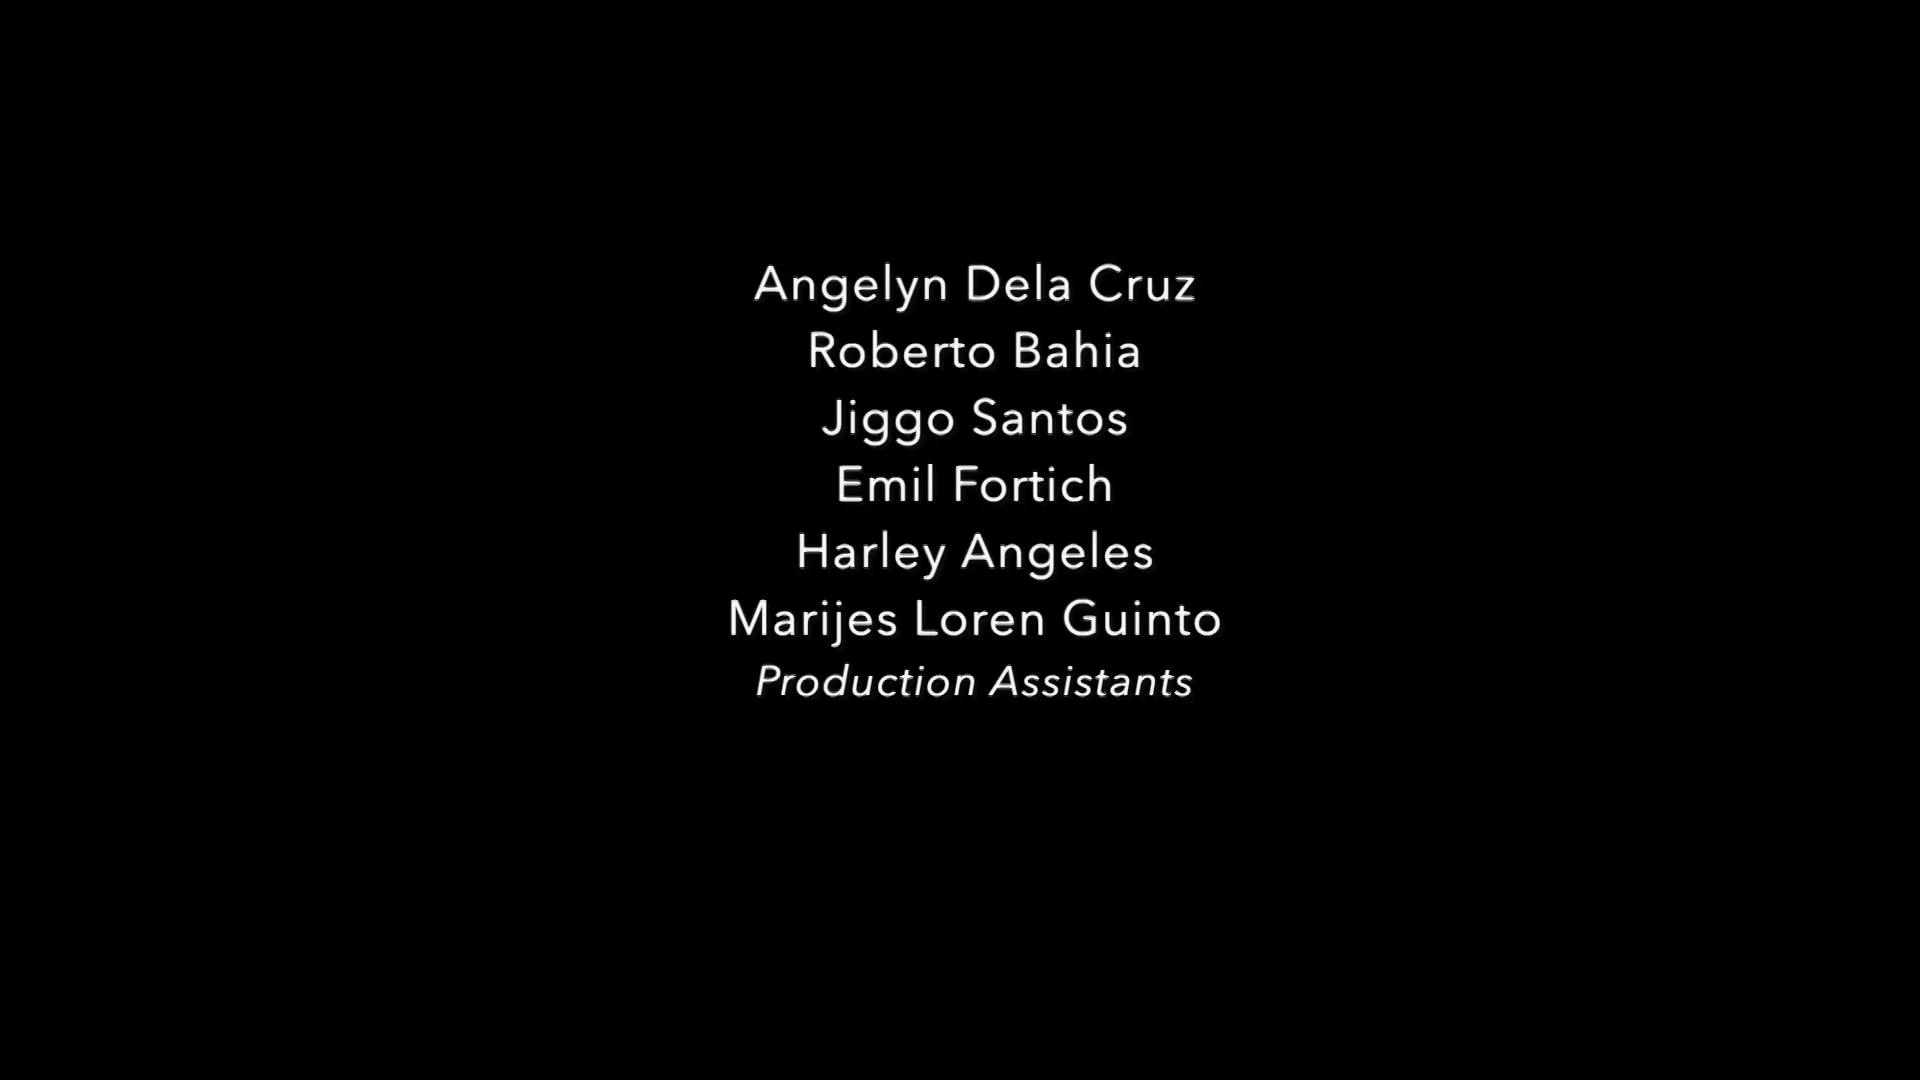 Angelyn Dela Cruz
Roberto Bahia
Jiggo Santos
Emil Fortich
Harley Angeles
Marijes Loren Guinto
Production Assistants